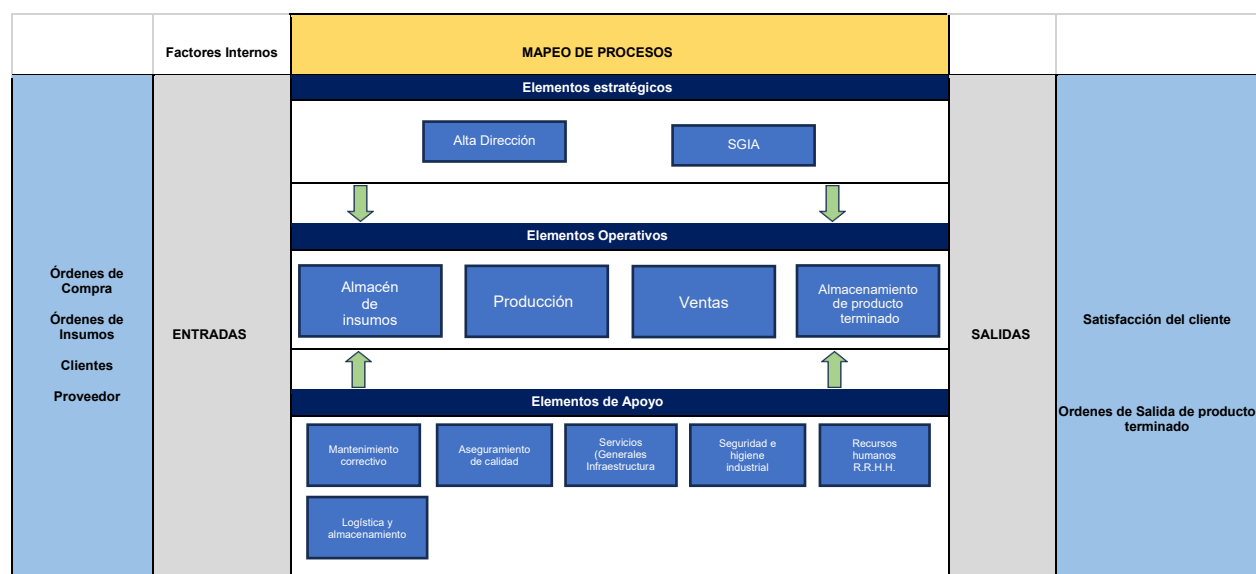 Factores Internos
MAPEO DE PROCESOS
Elementos estratégicos
Alta Dirección
SGIA
Elementos Operativos
Órdenes de
Compra
Órdenes de
Insumos
Clientes
Proveedor
ENTRADAS
Almacén
de
insumos
Producción
Ventas
Almacenamiento
de producto
terminado
SALIDAS
Satisfacción del cliente
Ordenes de Salida de producto
terminado
Elementos de Apoyo
Mantenimiento
correctivo
Aseguramiento
de calidad
Servicios
(Generales
Infraestructura
Seguridad e
higiene
industrial
Recursos
humanos
R.R.H.H.
Logística y
almacenamiento